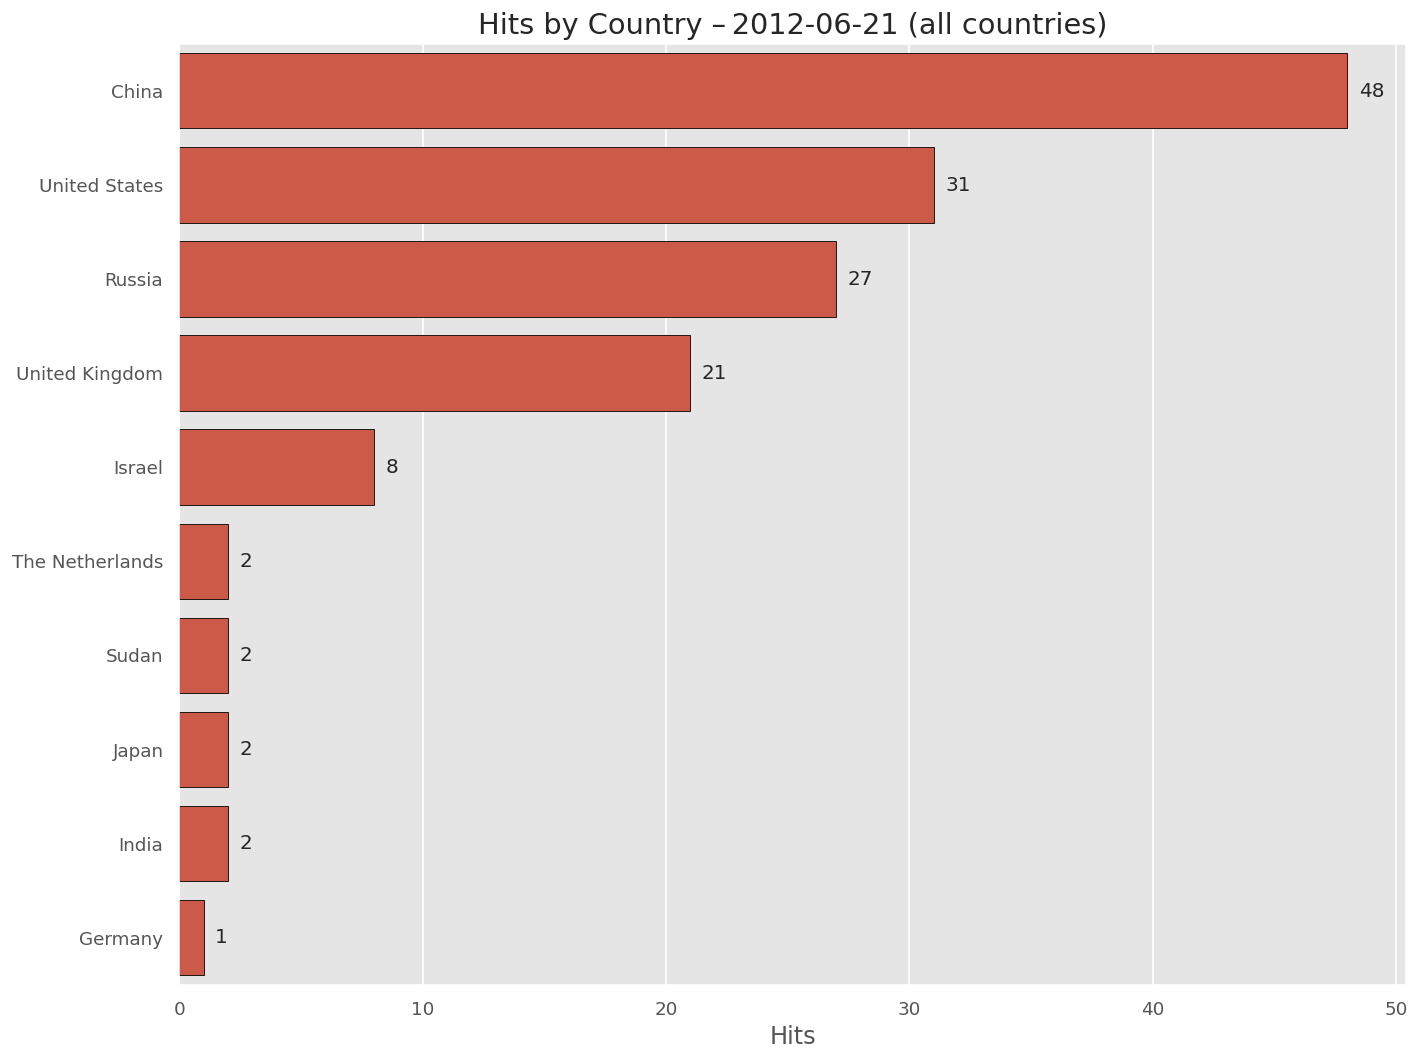 Hits by Country – 2012-06-21 (all countries)
China 48
United States 31
Russia 27
United Kingdom 21
Israel 8
The Netherlands 2
Sudan 2
Japan 2
India 2
Germany 1
0 10 20 30 40 50
Hits